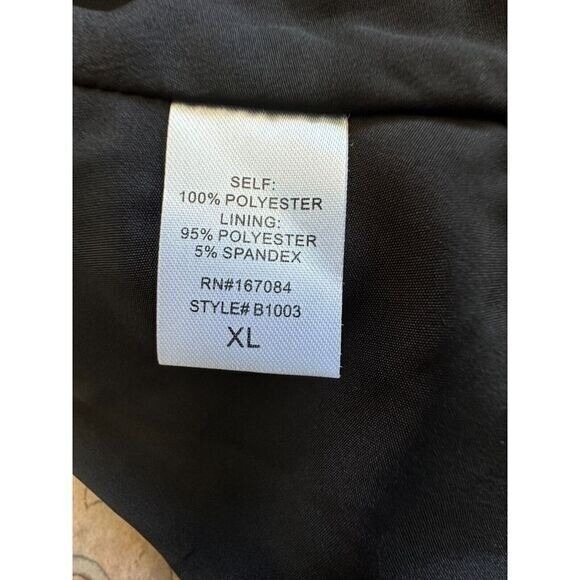 SELF:
100% POLYESTER
LINING:
95% POLYESTER
5% SPANDEX
RN#167084
STYLE# B1003
XL